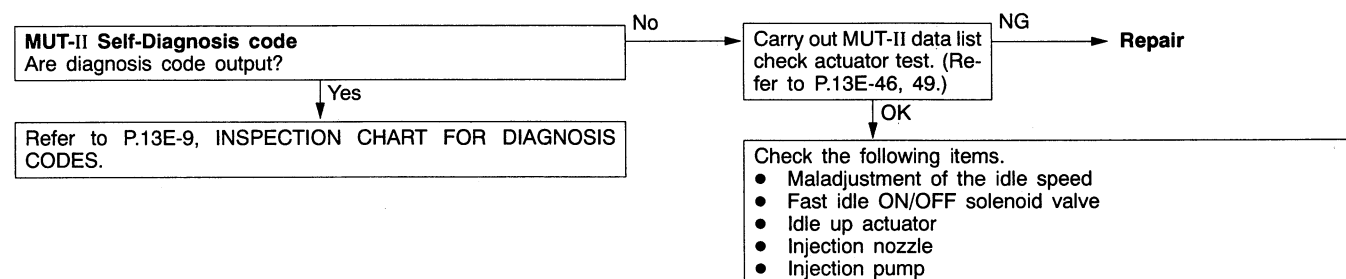 MUT-II Self-Diagnosis code
Are diagnosis code output?
No
Yes
Refer to P.13E-9, INSPECTION CHART FOR DIAGNOSIS
CODES.
Carry out MUT-II data list
check actuator test. (Re-
fer to P.13E-46, 49.)
NG
Repair
OK
Check the following items.
● Maladjustment of the idle speed
● Fast idle ON/OFF solenoid valve
● Idle up actuator
● Injection nozzle
● Injection pump